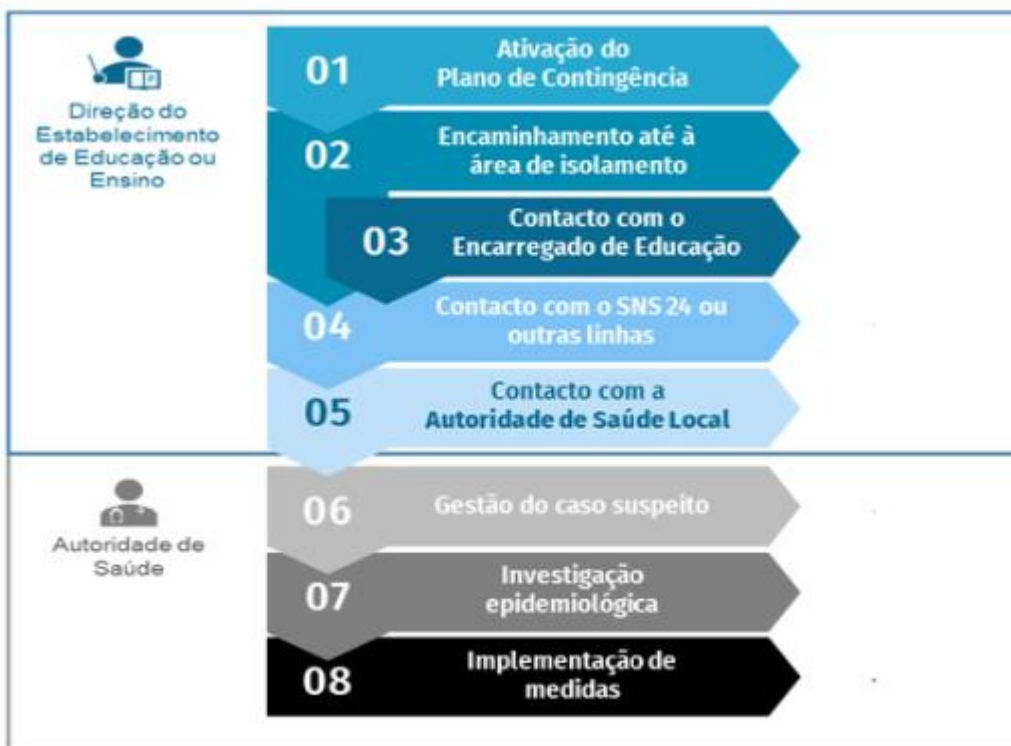 Direção do
Estabelecimento
de Educação ou
Ensino
01
Ativação do
Plano de Contingência
02
Encaminhamento até à
área de isolamento
03
Contacto com o
Encarregado de Educação
04
Contacto com o SNS 24 ou
outras linhas
05
Contacto com a
Autoridade de Saúde Local
Autoridade de
Saúde
06
Gestão do caso suspeito
07
Investigação
epidemiológica
08
Implementação de
medidas